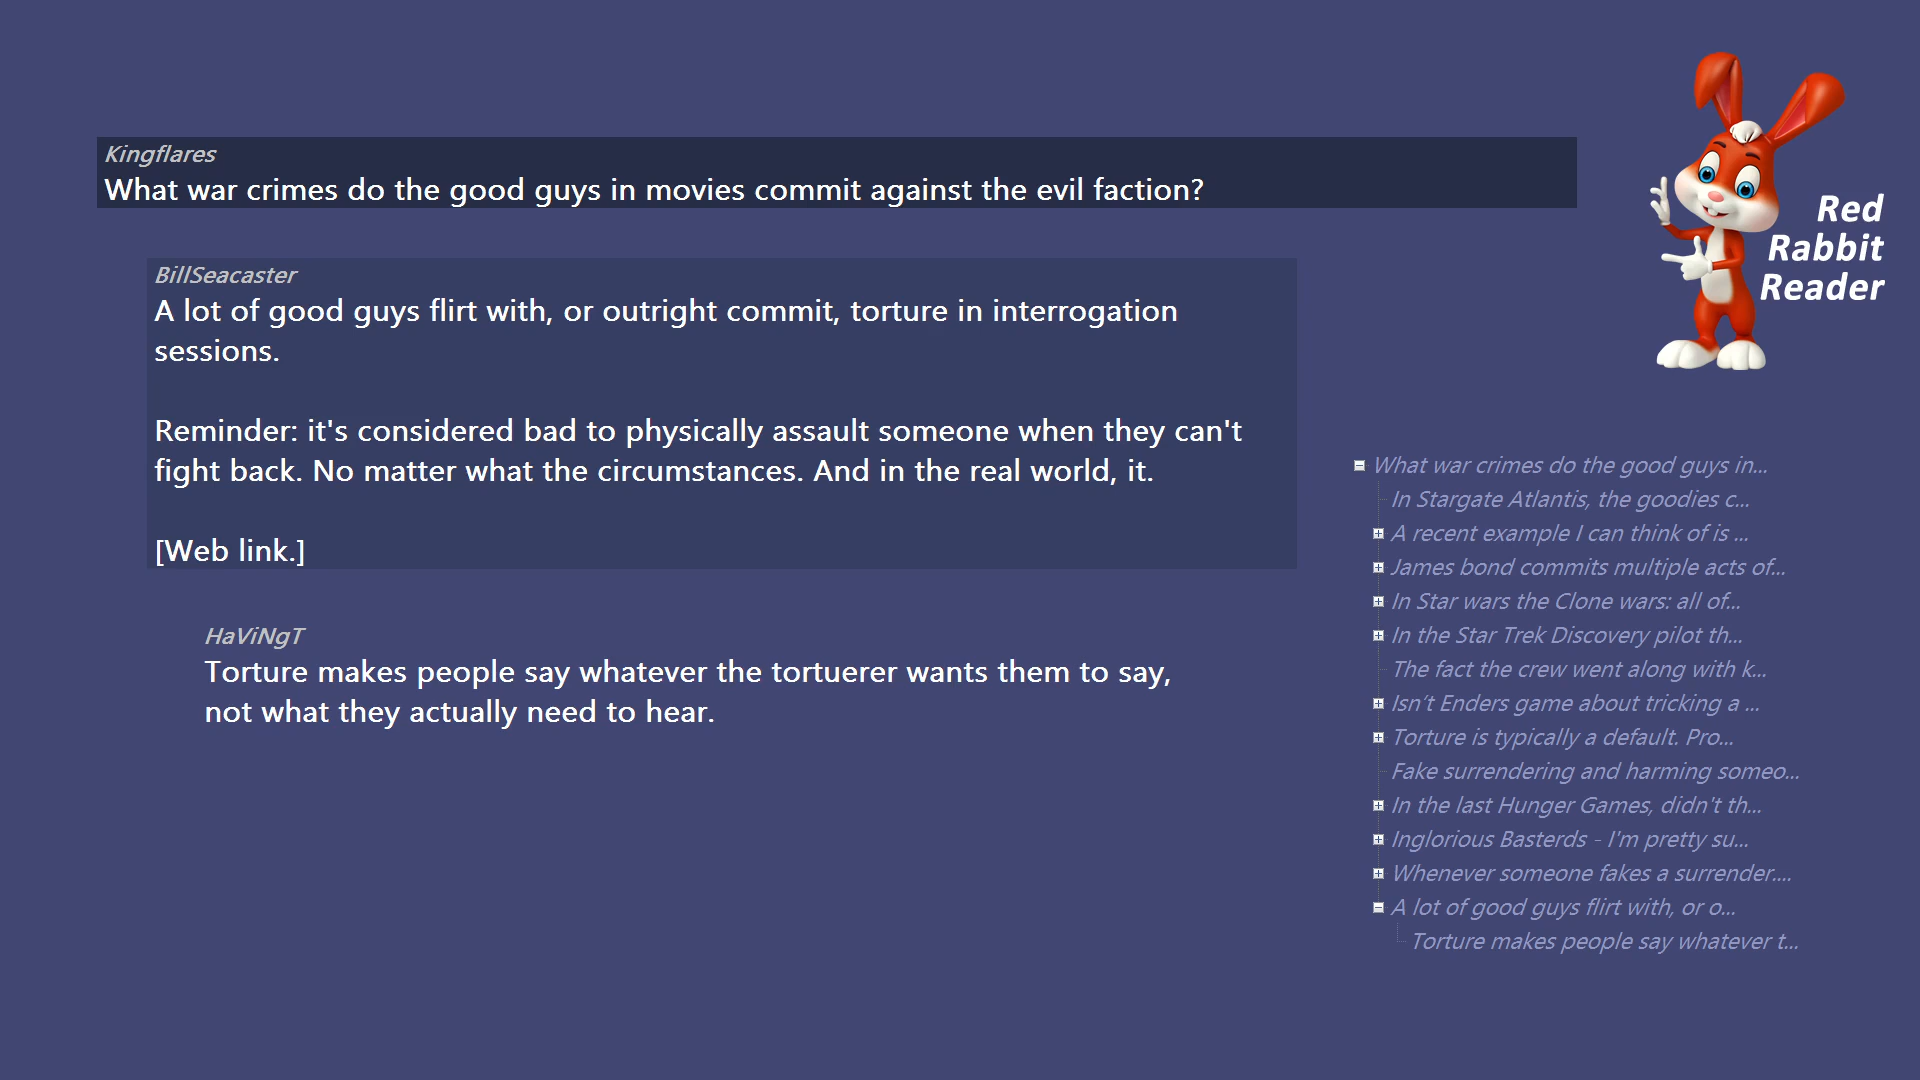 Kingflares
What war crimes do the good guys in movies commit against the evil faction?
BillSeacaster
A lot of good guys flirt with, or outright commit, torture in interrogation
sessions.
Reminder: it's considered bad to physically assault someone when they can't
fight back. No matter what the circumstances. And in the real world, it.
[Web link.]
HaViNgT
Torture makes people say whatever the tortuerer wants them to say,
not what they actually need to hear.
Red
Rabbit
Reader
What war crimes do the good guys in...
In Stargate Atlantis, the goodies c...
A recent example I can think of is ...
James bond commits multiple acts of...
In Star wars the Clone wars: all of...
In the Star Trek Discovery pilot th...
The fact the crew went along with k...
Isn’t Enders game about tricking a ...
Torture is typically a default. Pro...
Fake surrendering and harming someo...
In the last Hunger Games, didn't th...
Inglorious Basterds - I'm pretty su...
Whenever someone fakes a surrender....
A lot of good guys flirt with, or o...
Torture makes people say whatever t...